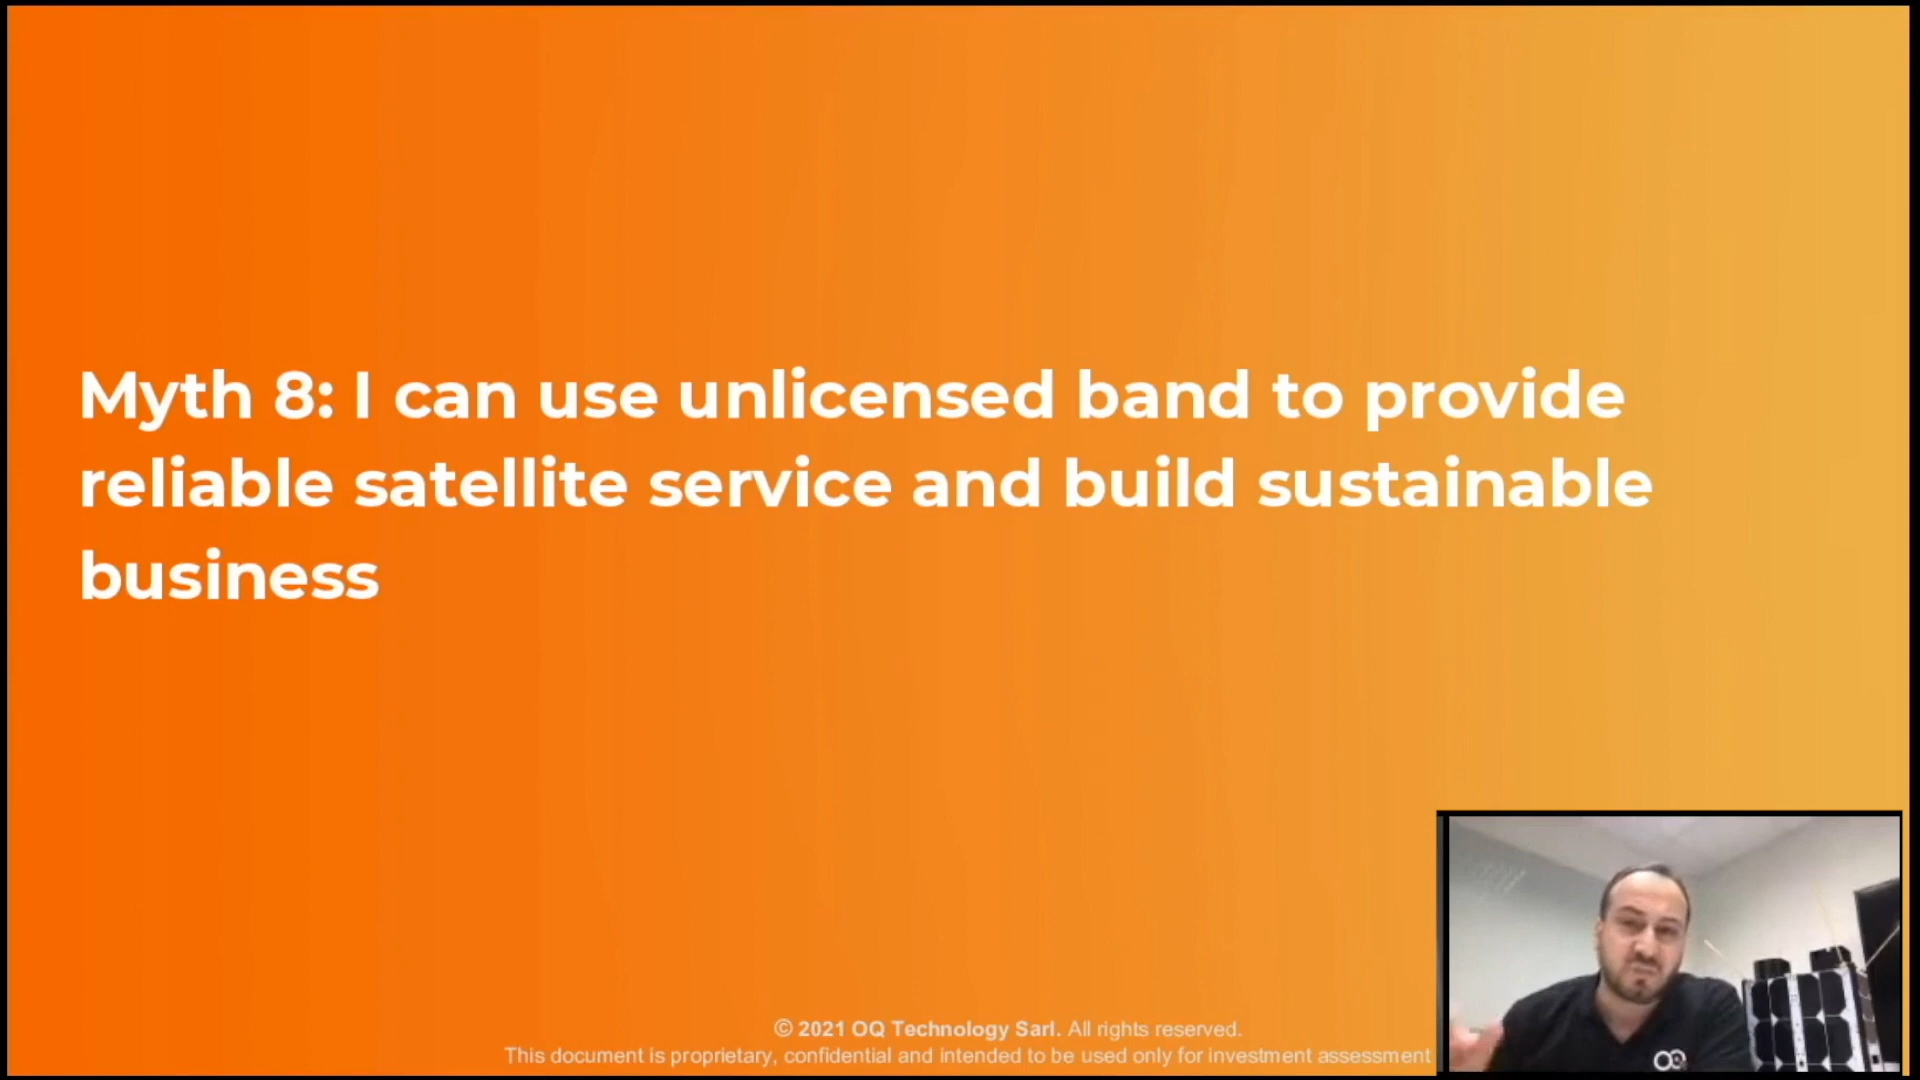 Myth 8: I can use unlicensed band to provide
reliable satellite service and build sustainable
business
© 2021 OQ Technology Sarl. All rights reserved.
This document is proprietary, confidential and intended to be used only for investment assessment
OQ